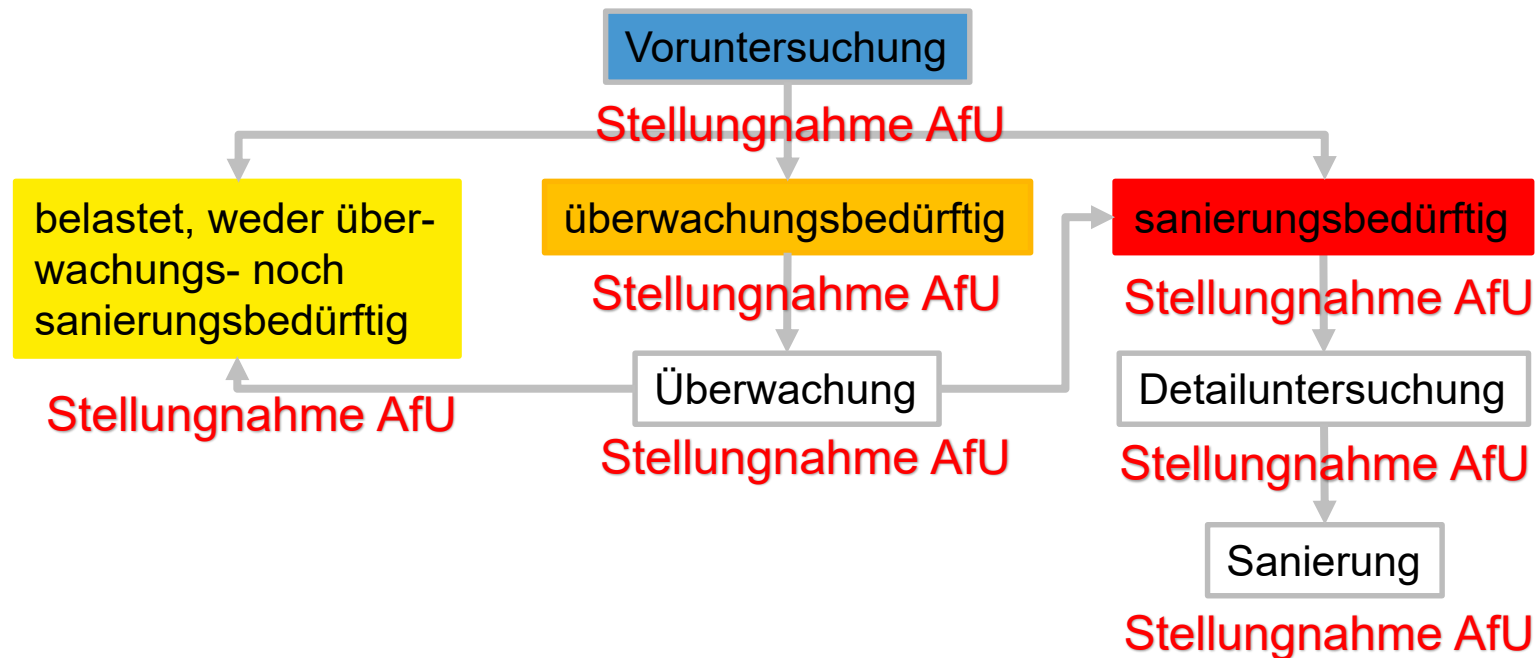 Voruntersuchung
Stellungnahme AfU
belastet, weder über-
wachungs- noch
sanierungsbedürftig
überwachungsbedürftig
sanierungsbedürftig
Stellungnahme AfU
Stellungnahme AfU
Überwachung
Detailuntersuchung
Stellungnahme AfU
Stellungnahme AfU
Stellungnahme AfU
Sanierung
Stellungnahme AfU